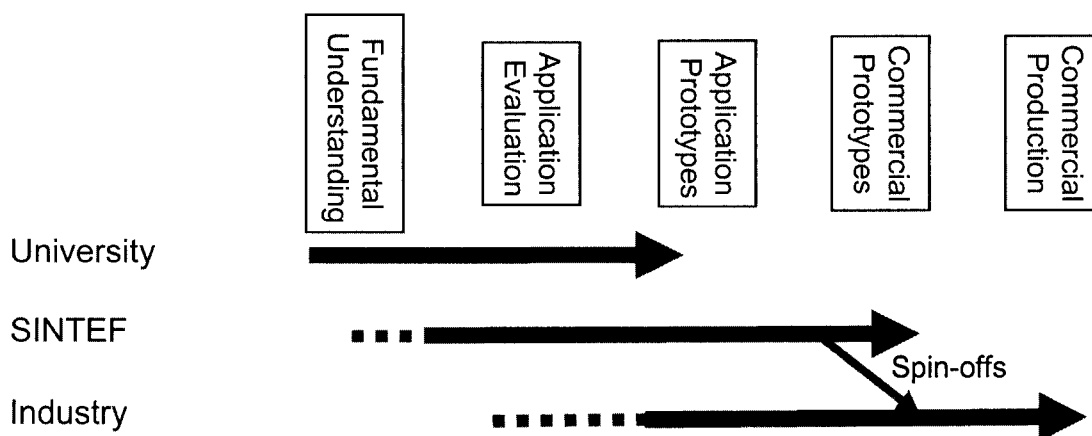 Fundamental
Understanding
Application
Evaluation
Application
Prototypes
Commercial
Prototypes
Commercial
Production
University
SINTEF
Spin-offs
Industry